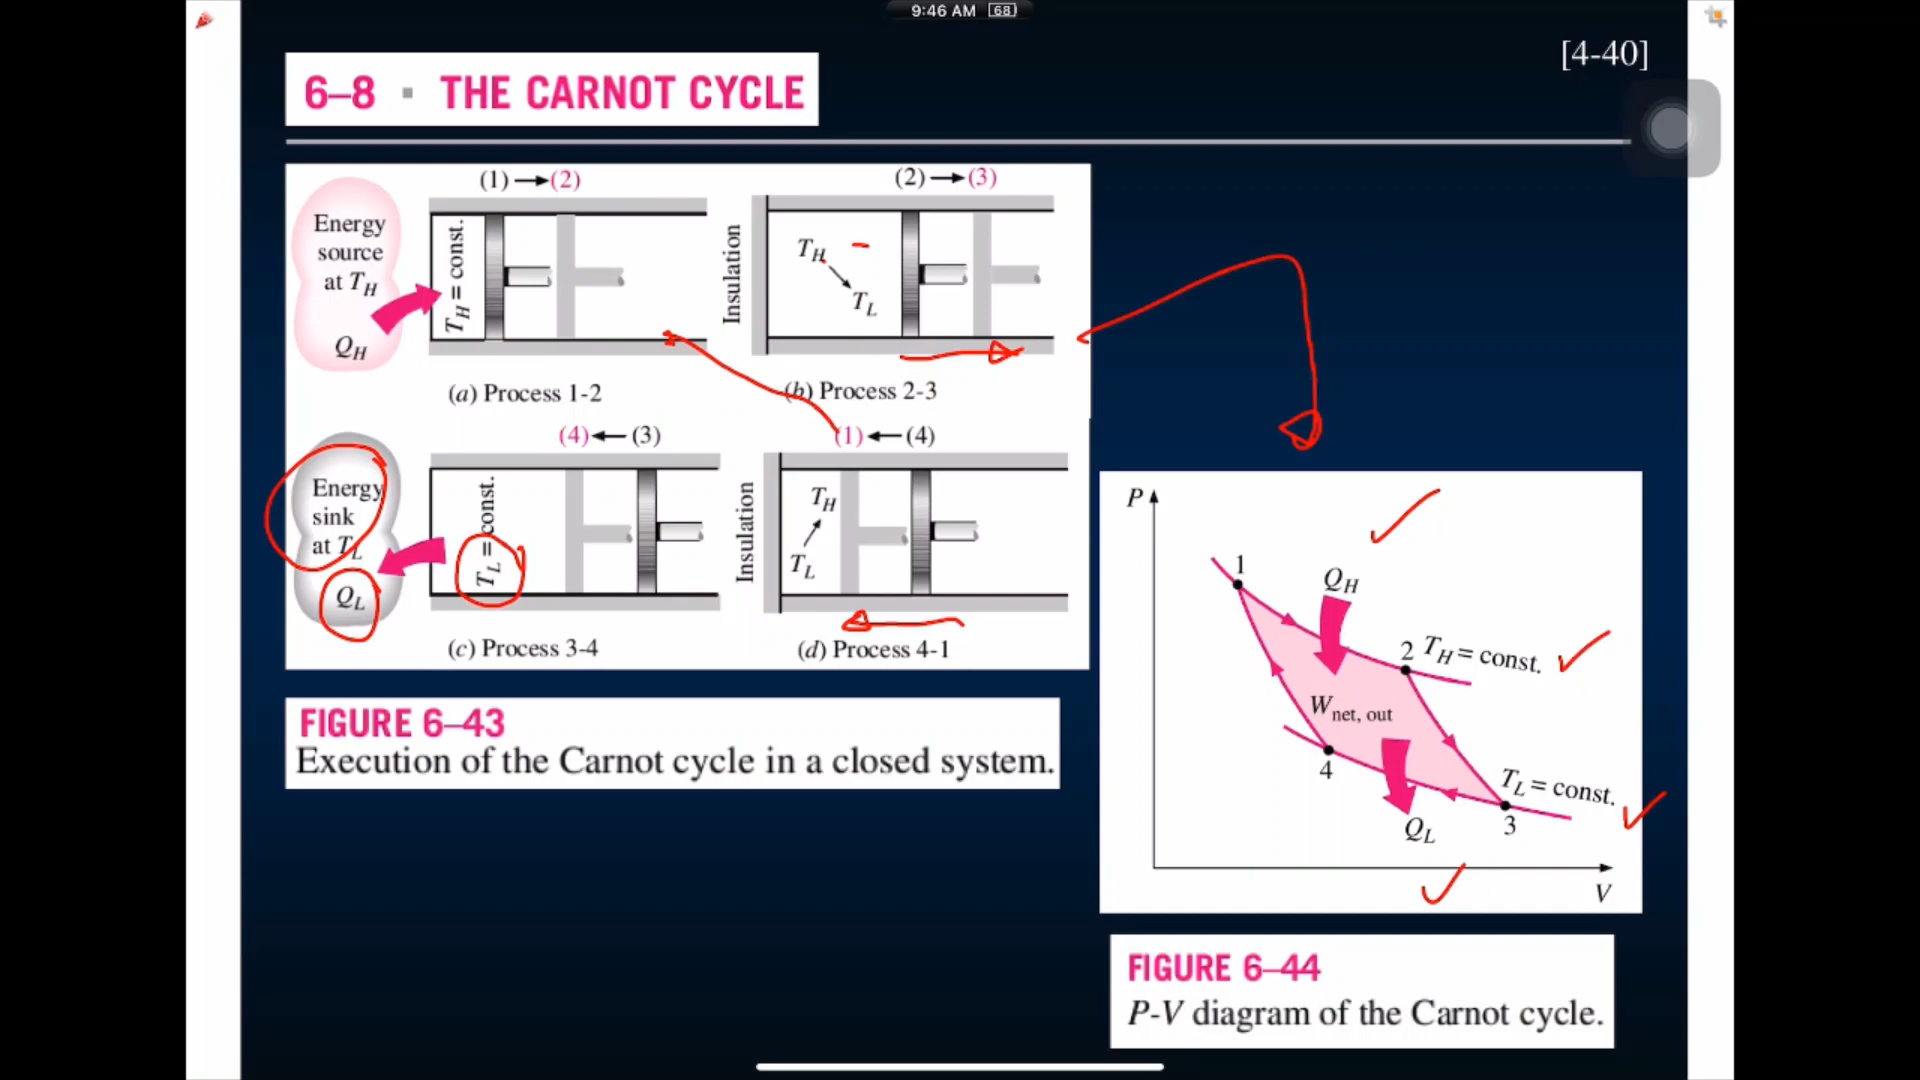 9:46 AM 68
[4-40]
6–8 ▪ THE CARNOT CYCLE
(1) → (2)
Energy
source
at T_H
Q_H
T_H = const.
(a) Process 1-2
(2) → (3)
Insulation
T_H
T_L
(b) Process 2-3
(4) ← (3)
Energy
sink
at T_L
Q_L
T_L = const.
(c) Process 3-4
(1) ← (4)
Insulation
T_H
T_L
(d) Process 4-1
FIGURE 6–43
Execution of the Carnot cycle in a closed system.
P
1
Q_H
2
T_H = const.
W_net, out
4
T_L = const.
3
Q_L
V
FIGURE 6–44
P-V diagram of the Carnot cycle.